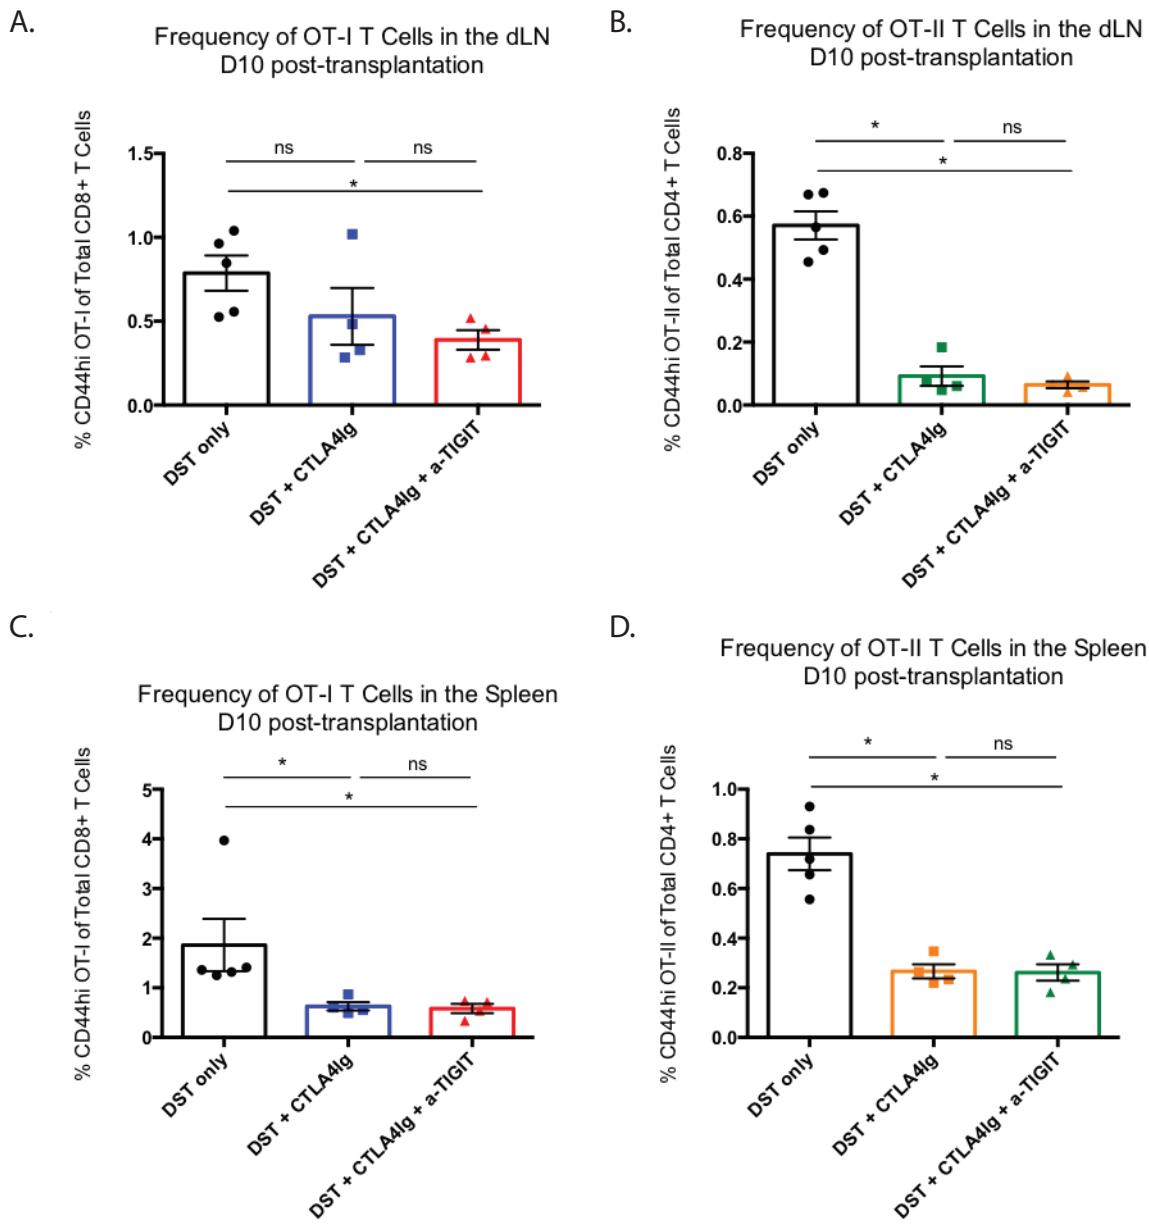 A.
Frequency of OT-I T Cells in the dLN
D10 post-transplantation
% CD44hi OT-I of Total CD8+ T Cells
ns
ns
*
1.5
1.0
0.5
0.0
DST only
DST + CTLA4Ig
DST + CTLA4Ig + a-TIGIT
B.
Frequency of OT-II T Cells in the dLN
D10 post-transplantation
% CD44hi OT-II of Total CD4+ T Cells
*
ns
*
0.8
0.6
0.4
0.2
0.0
DST only
DST + CTLA4Ig
DST + CTLA4Ig + a-TIGIT
C.
Frequency of OT-I T Cells in the Spleen
D10 post-transplantation
% CD44hi OT-I of Total CD8+ T Cells
*
ns
*
5
4
3
2
1
0
DST only
DST + CTLA4Ig
DST + CTLA4Ig + a-TIGIT
D.
Frequency of OT-II T Cells in the Spleen
D10 post-transplantation
% CD44hi OT-II of Total CD4+ T Cells
*
ns
*
1.0
0.8
0.6
0.4
0.2
0.0
DST only
DST + CTLA4Ig
DST + CTLA4Ig + a-TIGIT